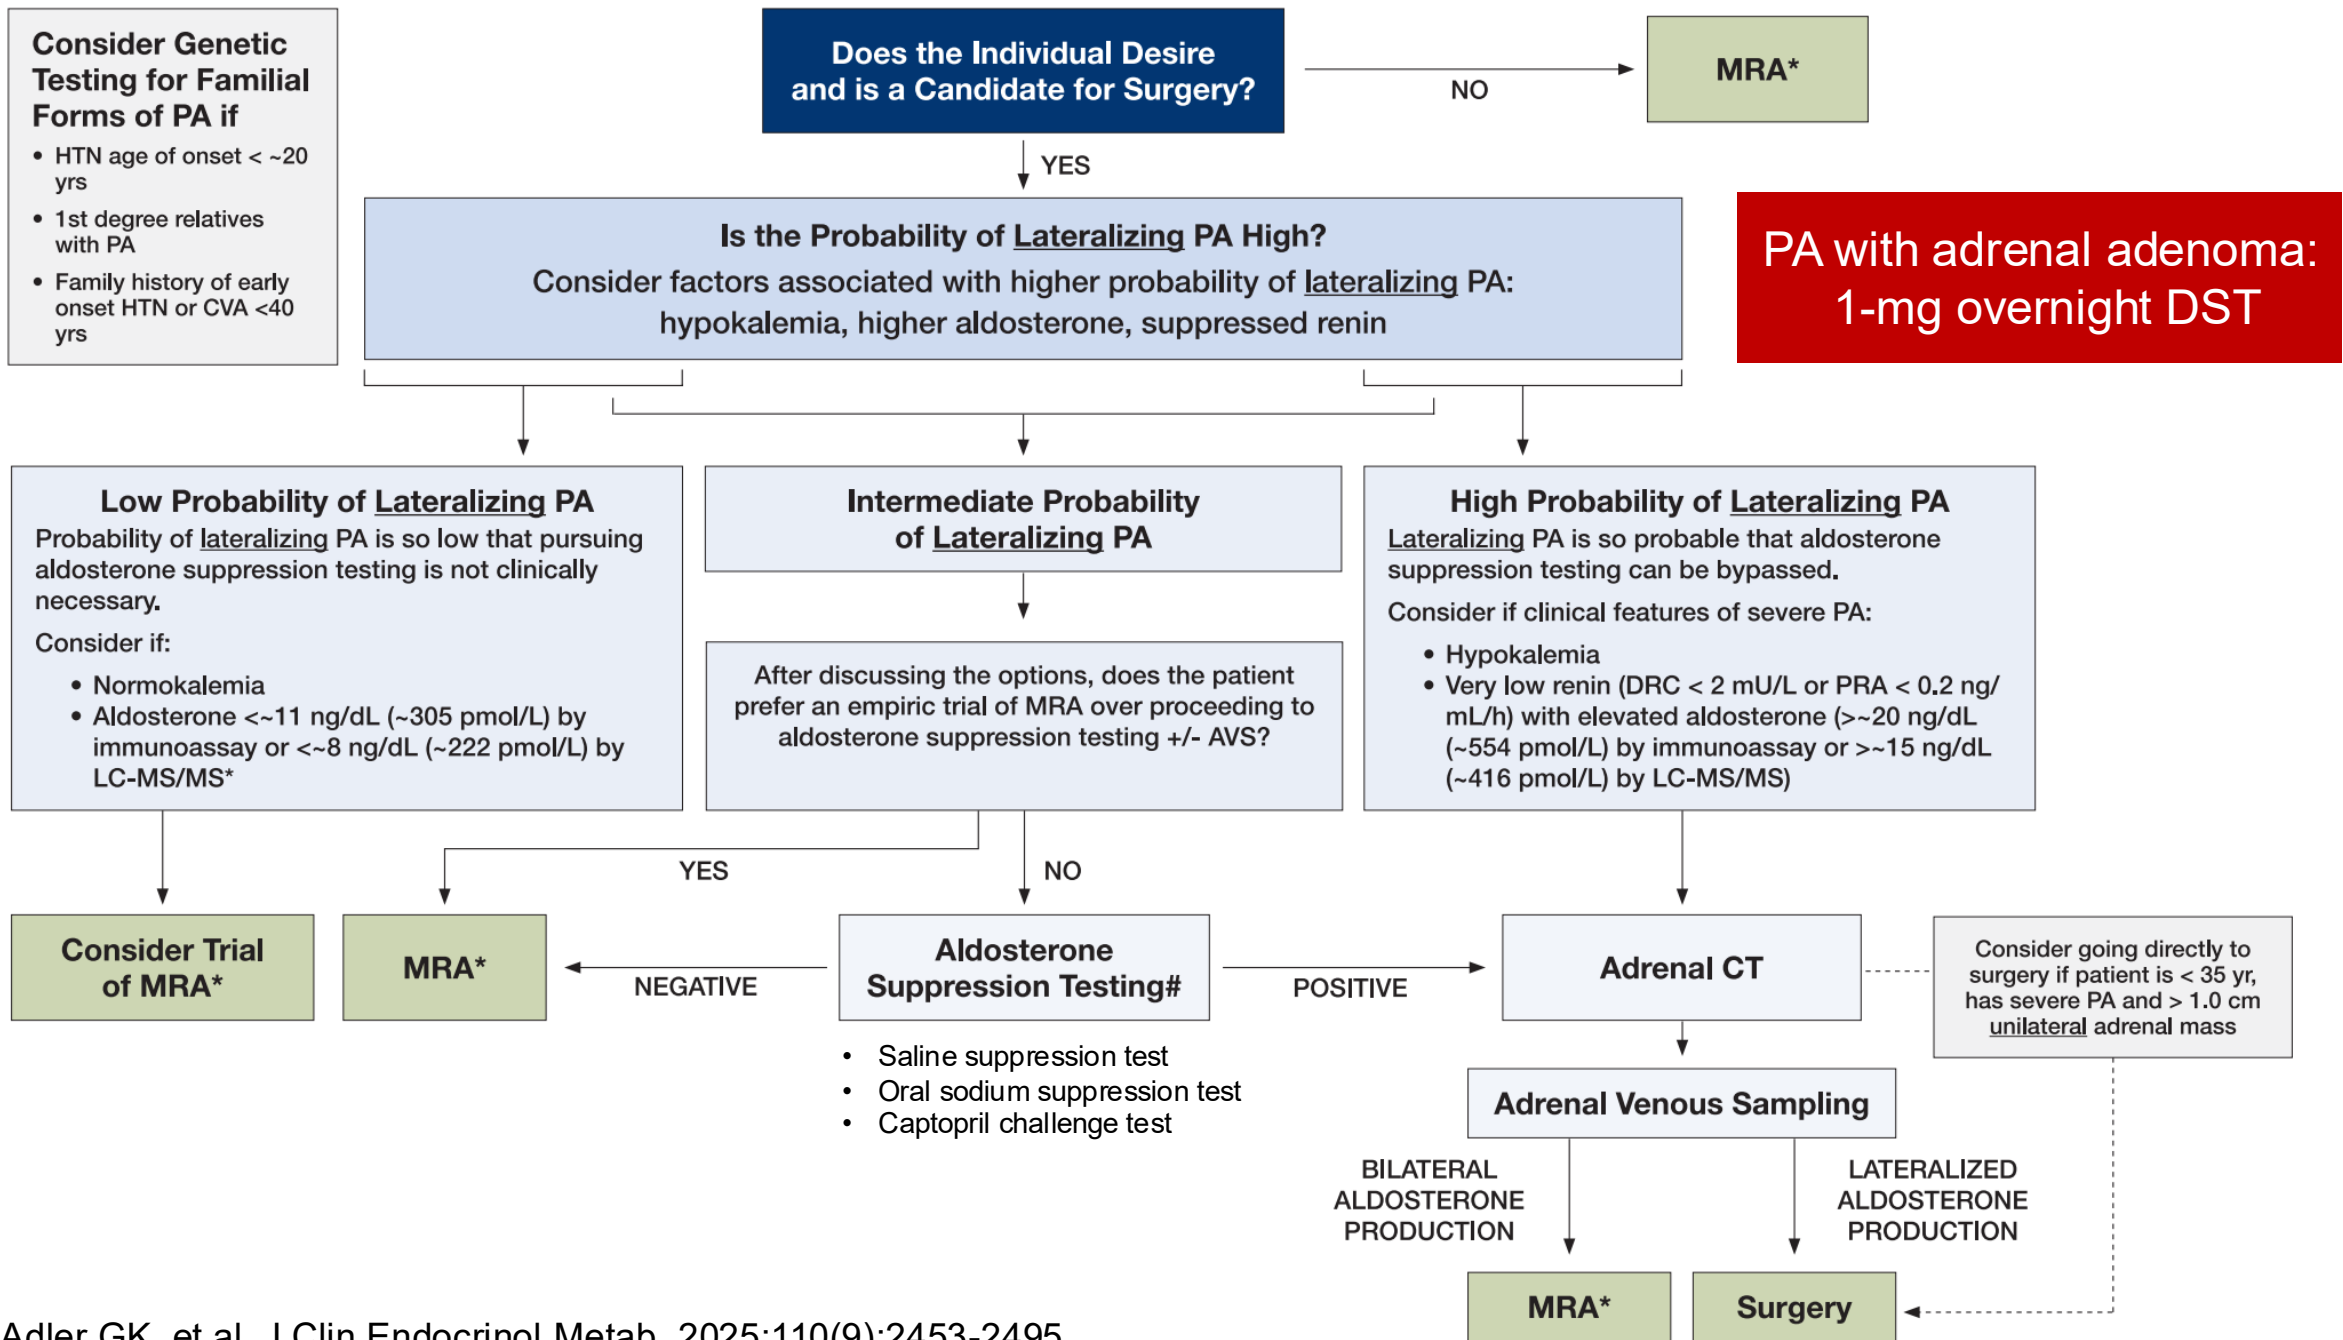 Consider Genetic
Testing for Familial
Forms of PA if
• HTN age of onset < ~20
yrs
• 1st degree relatives
with PA
• Family history of early
onset HTN or CVA <40
yrs
Does the Individual Desire
and is a Candidate for Surgery?
NO
MRA*
YES
Is the Probability of Lateralizing PA High?
Consider factors associated with higher probability of lateralizing PA:
hypokalemia, higher aldosterone, suppressed renin
PA with adrenal adenoma:
1-mg overnight DST
Low Probability of Lateralizing PA
Probability of lateralizing PA is so low that pursuing
aldosterone suppression testing is not clinically
necessary.
Consider if:
• Normokalemia
• Aldosterone <~11 ng/dL (~305 pmol/L) by
immunoassay or <~8 ng/dL (~222 pmol/L) by
LC-MS/MS*
Intermediate Probability
of Lateralizing PA
After discussing the options, does the patient
prefer an empiric trial of MRA over proceeding to
aldosterone suppression testing +/- AVS?
High Probability of Lateralizing PA
Lateralizing PA is so probable that aldosterone
suppression testing can be bypassed.
Consider if clinical features of severe PA:
• Hypokalemia
• Very low renin (DRC < 2 mU/L or PRA < 0.2 ng/
mL/h) with elevated aldosterone (>~20 ng/dL
(~554 pmol/L) by immunoassay or >~15 ng/dL
(~416 pmol/L) by LC-MS/MS)
YES
NO
Consider Trial
of MRA*
MRA*
NEGATIVE
Aldosterone
Suppression Testing#
POSITIVE
Adrenal CT
Consider going directly to
surgery if patient is < 35 yr,
has severe PA and > 1.0 cm
unilateral adrenal mass
• Saline suppression test
• Oral sodium suppression test
• Captopril challenge test
Adrenal Venous Sampling
BILATERAL
ALDOSTERONE
PRODUCTION
LATERALIZED
ALDOSTERONE
PRODUCTION
MRA*
Surgery
Adler GK, et al. J Clin Endocrinol Metab. 2025;110(9):2453-2495